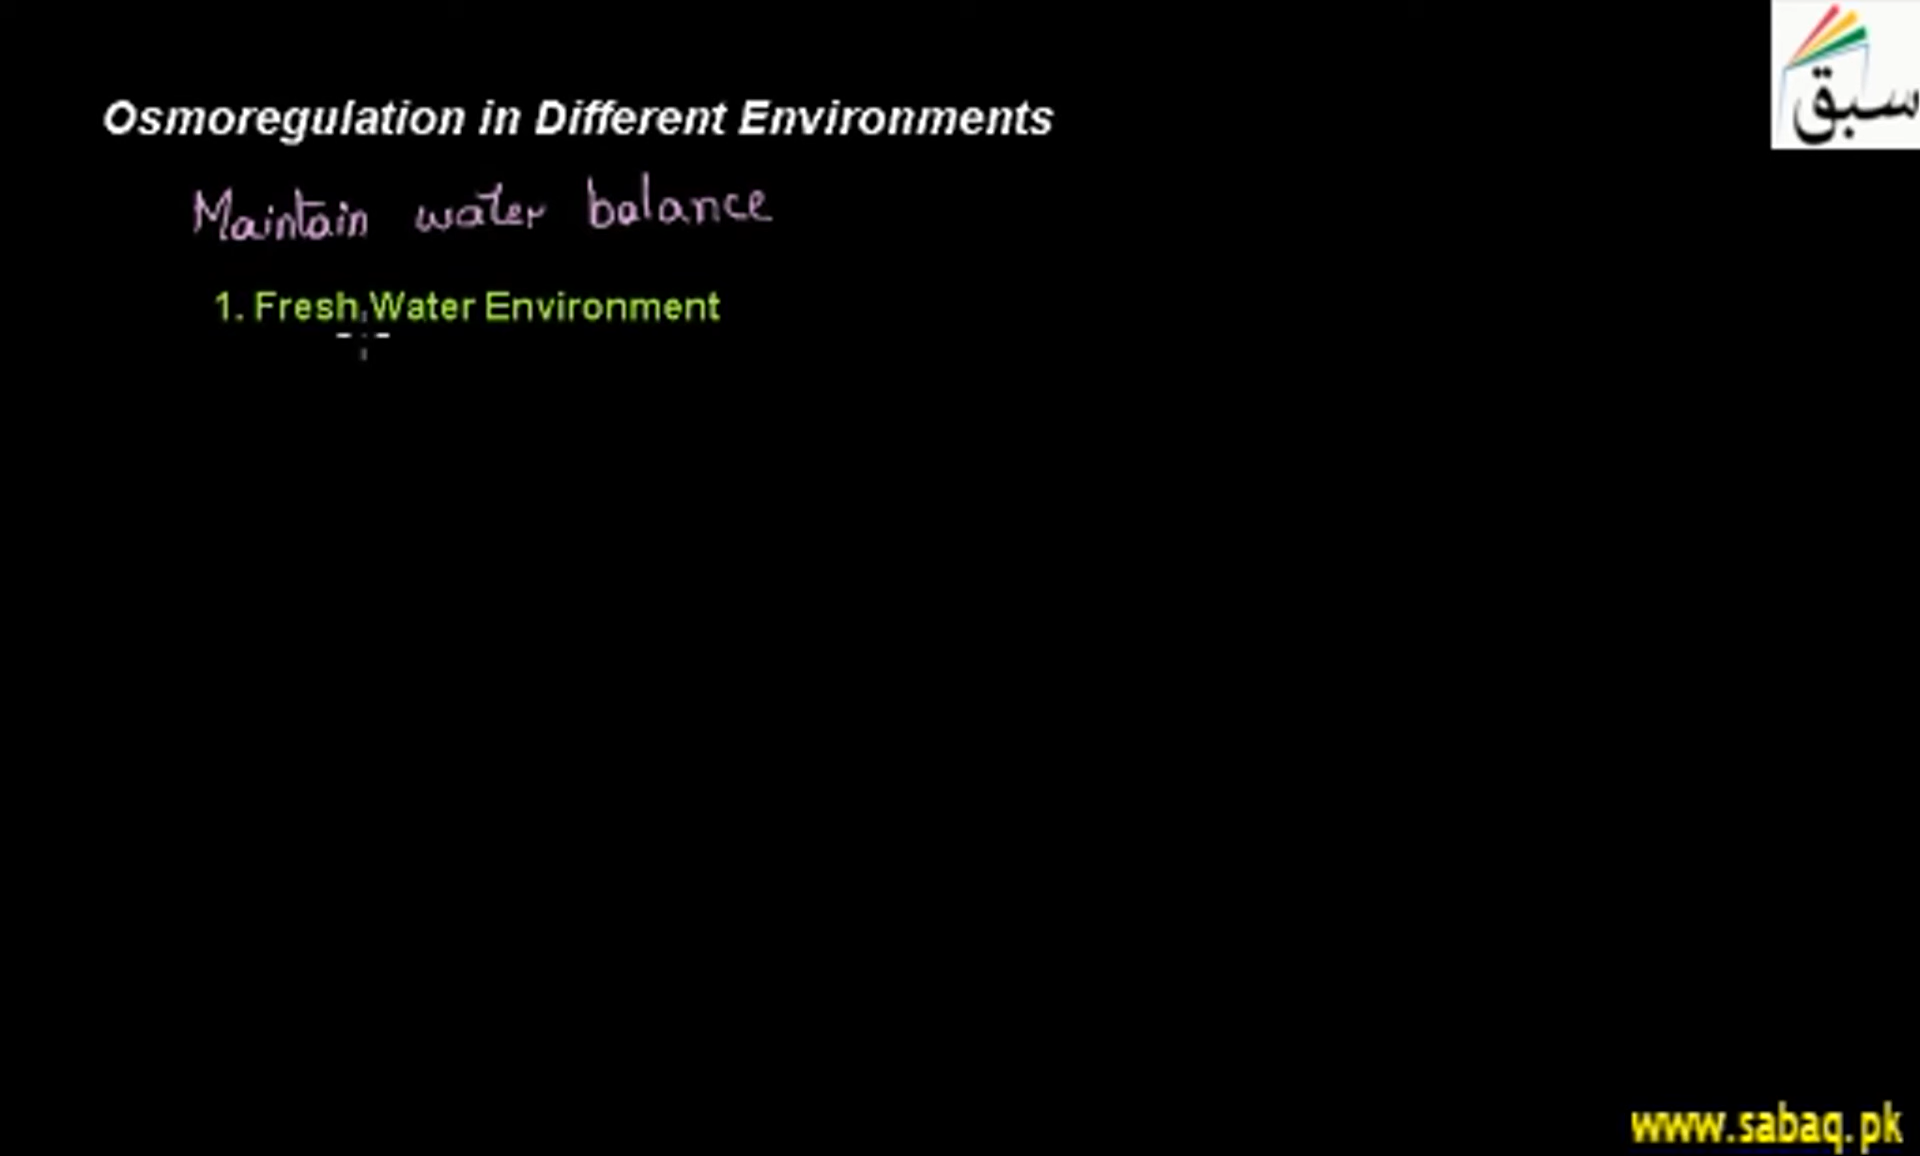 سبق
Osmoregulation in Different Environments
Maintain water balance
1. Fresh Water Environment
www.sabaq.pk